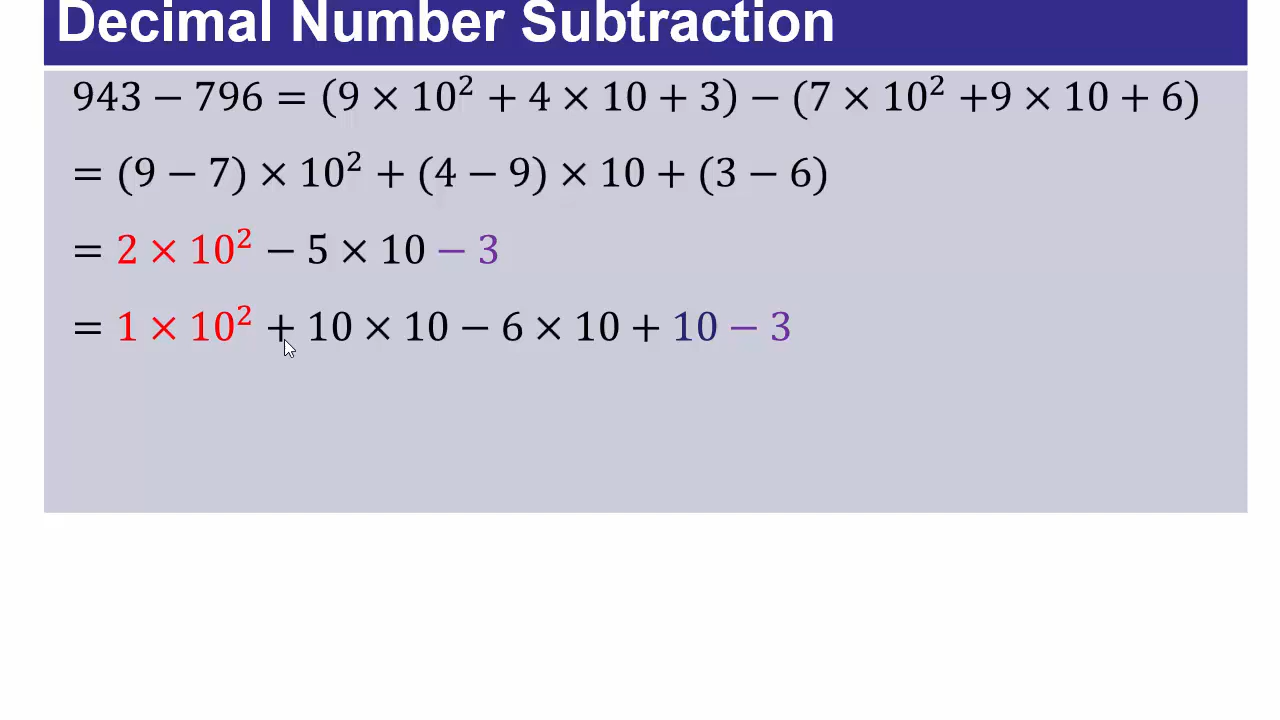 Decimal Number Subtraction
943 − 796 = (9 × 10² + 4 × 10 + 3) − (7 × 10² +9 × 10 + 6)
= (9 − 7) × 10² + (4 − 9) × 10 + (3 − 6)
= 2 × 10² − 5 × 10 − 3
= 1 × 10² + 10 × 10 − 6 × 10 + 10 − 3